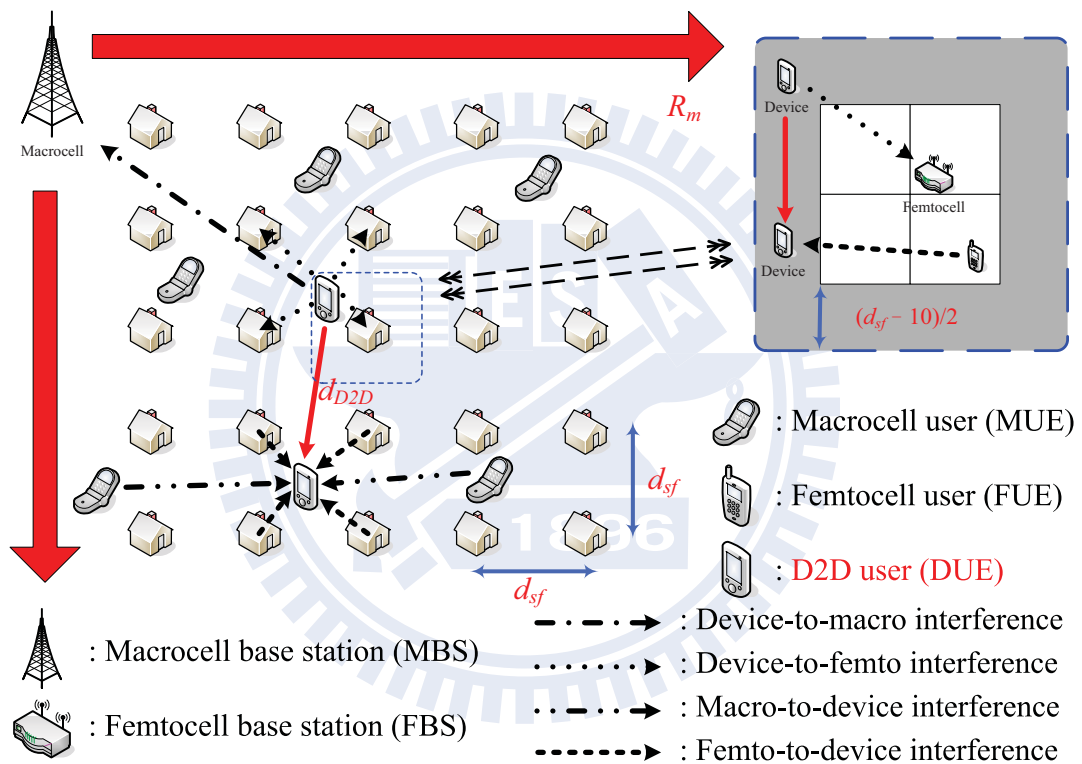 R_m
Macrocell
Device
Femtocell
Device
(d_sf − 10)/2
d_D2D
d_sf
d_sf
1896
: Macrocell user (MUE)
: Femtocell user (FUE)
: D2D user (DUE)
: Macrocell base station (MBS)
: Femtocell base station (FBS)
: Device-to-macro interference
: Device-to-femto interference
: Macro-to-device interference
: Femto-to-device interference